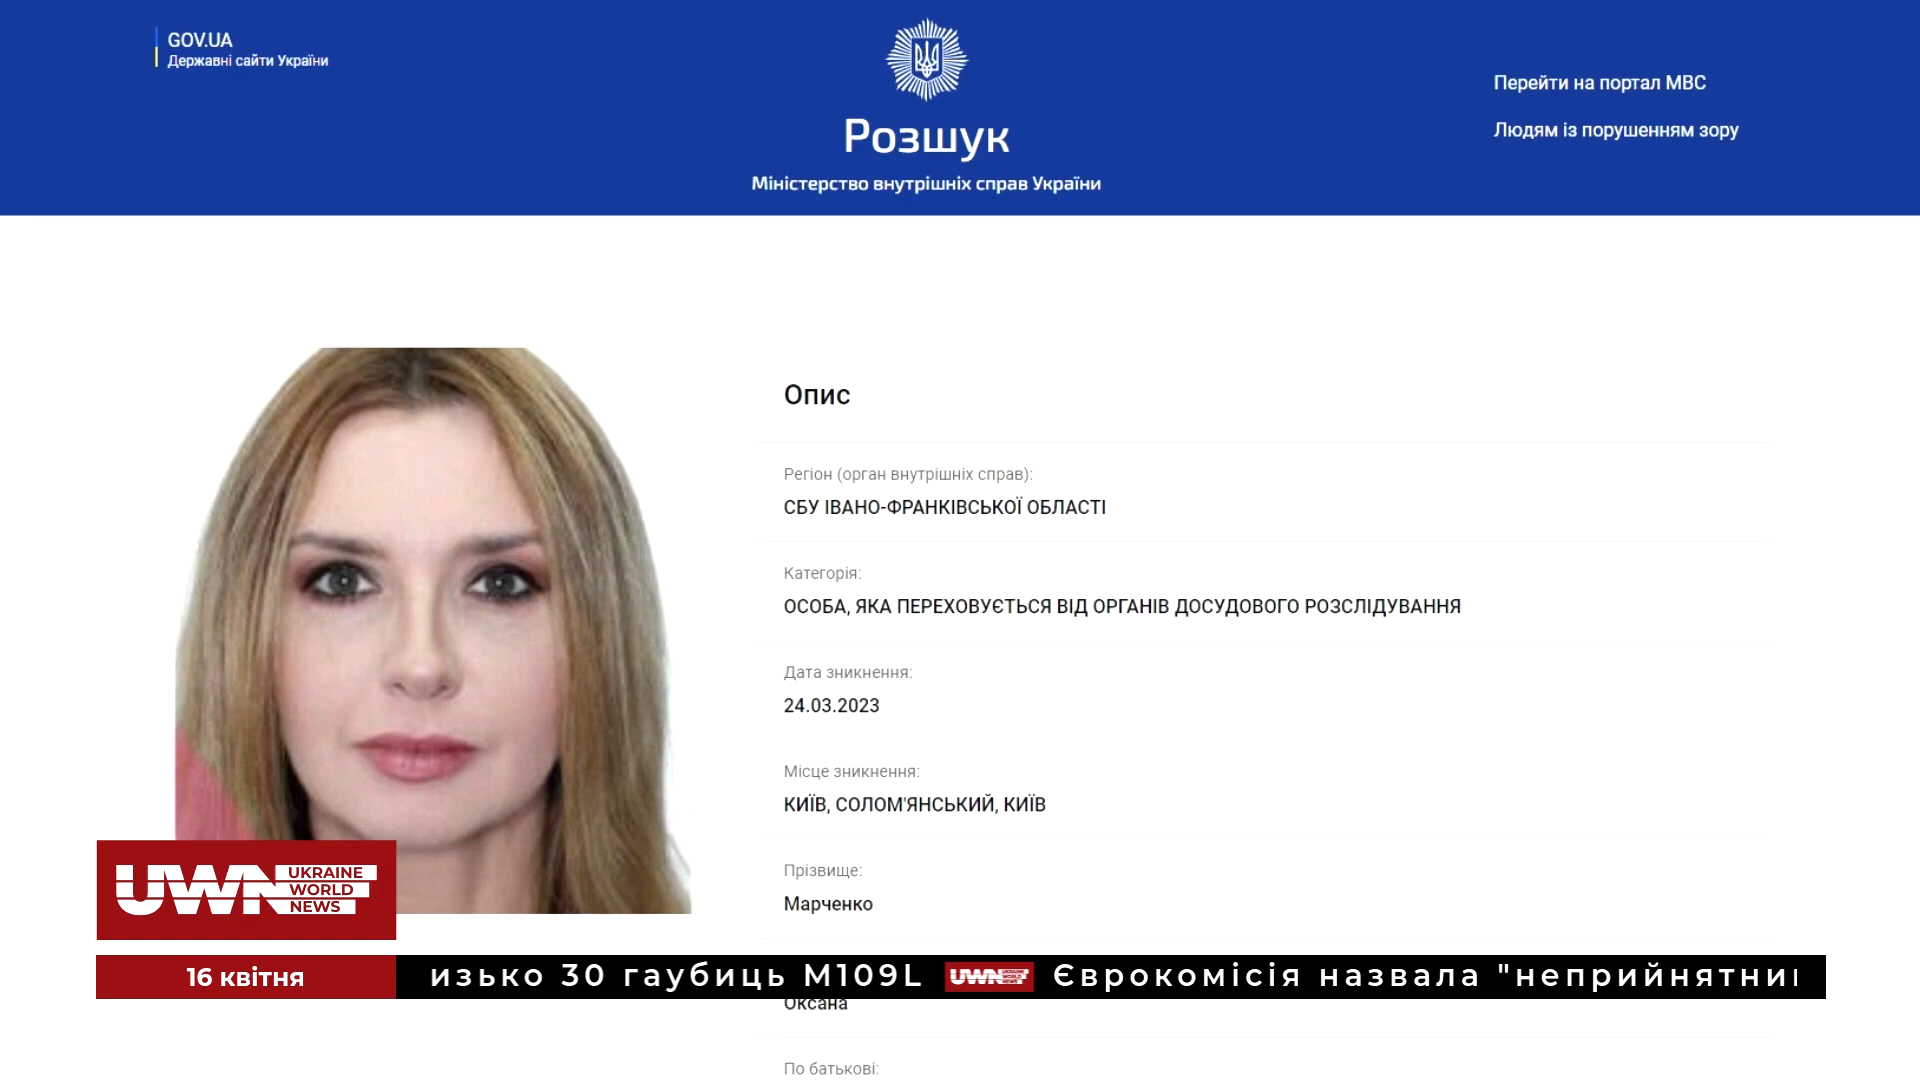 GOV.UA
Державні сайти України
Розшук
Міністерство внутрішніх справ України
Перейти на портал МВС
Людям із порушенням зору
Опис
Регіон (орган внутрішніх справ):
СБУ ІВАНО-ФРАНКІВСЬКОЇ ОБЛАСТІ
Категорія:
ОСОБА, ЯКА ПЕРЕХОВУЄТЬСЯ ВІД ОРГАНІВ ДОСУДОВОГО РОЗСЛІДУВАННЯ
Дата зникнення:
24.03.2023
Місце зникнення:
КИЇВ, СОЛОМ'ЯНСЬКИЙ, КИЇВ
Прізвище:
Марченко
UWN UKRAINE
WORLD
NEWS
16 квітня
изько 30 гаубиць M109L UWN Єврокомісія назвала "неприйнятни
Оксана
По батькові: